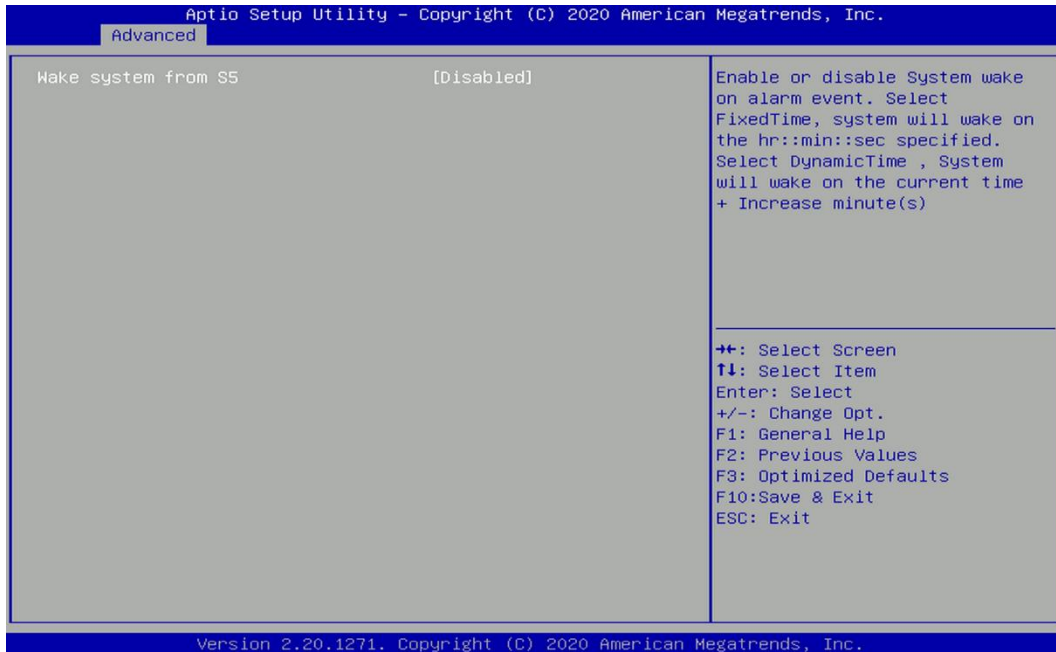 Aptio Setup Utility – Copyright (C) 2020 American Megatrends, Inc.
Advanced
Wake system from S5 [Disabled]
Enable or disable System wake
on alarm event. Select
FixedTime, system will wake on
the hr::min::sec specified.
Select DynamicTime , System
will wake on the current time
+ Increase minute(s)
→←: Select Screen
↑↓: Select Item
Enter: Select
+/-: Change Opt.
F1: General Help
F2: Previous Values
F3: Optimized Defaults
F10:Save & Exit
ESC: Exit
Version 2.20.1271. Copyright (C) 2020 American Megatrends, Inc.